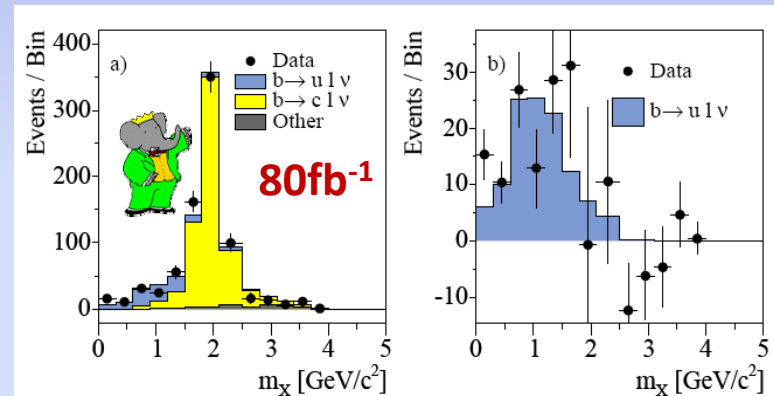 a)
Data
b→ u l ν
b→ c l ν
Other
80fb⁻¹
Events / Bin
400
300
200
100
0
0 1 2 3 4 5
mX [GeV/c²]
b)
Data
b→ u l ν
Events / Bin
30
20
10
0
-10
0 1 2 3 4 5
mX [GeV/c²]